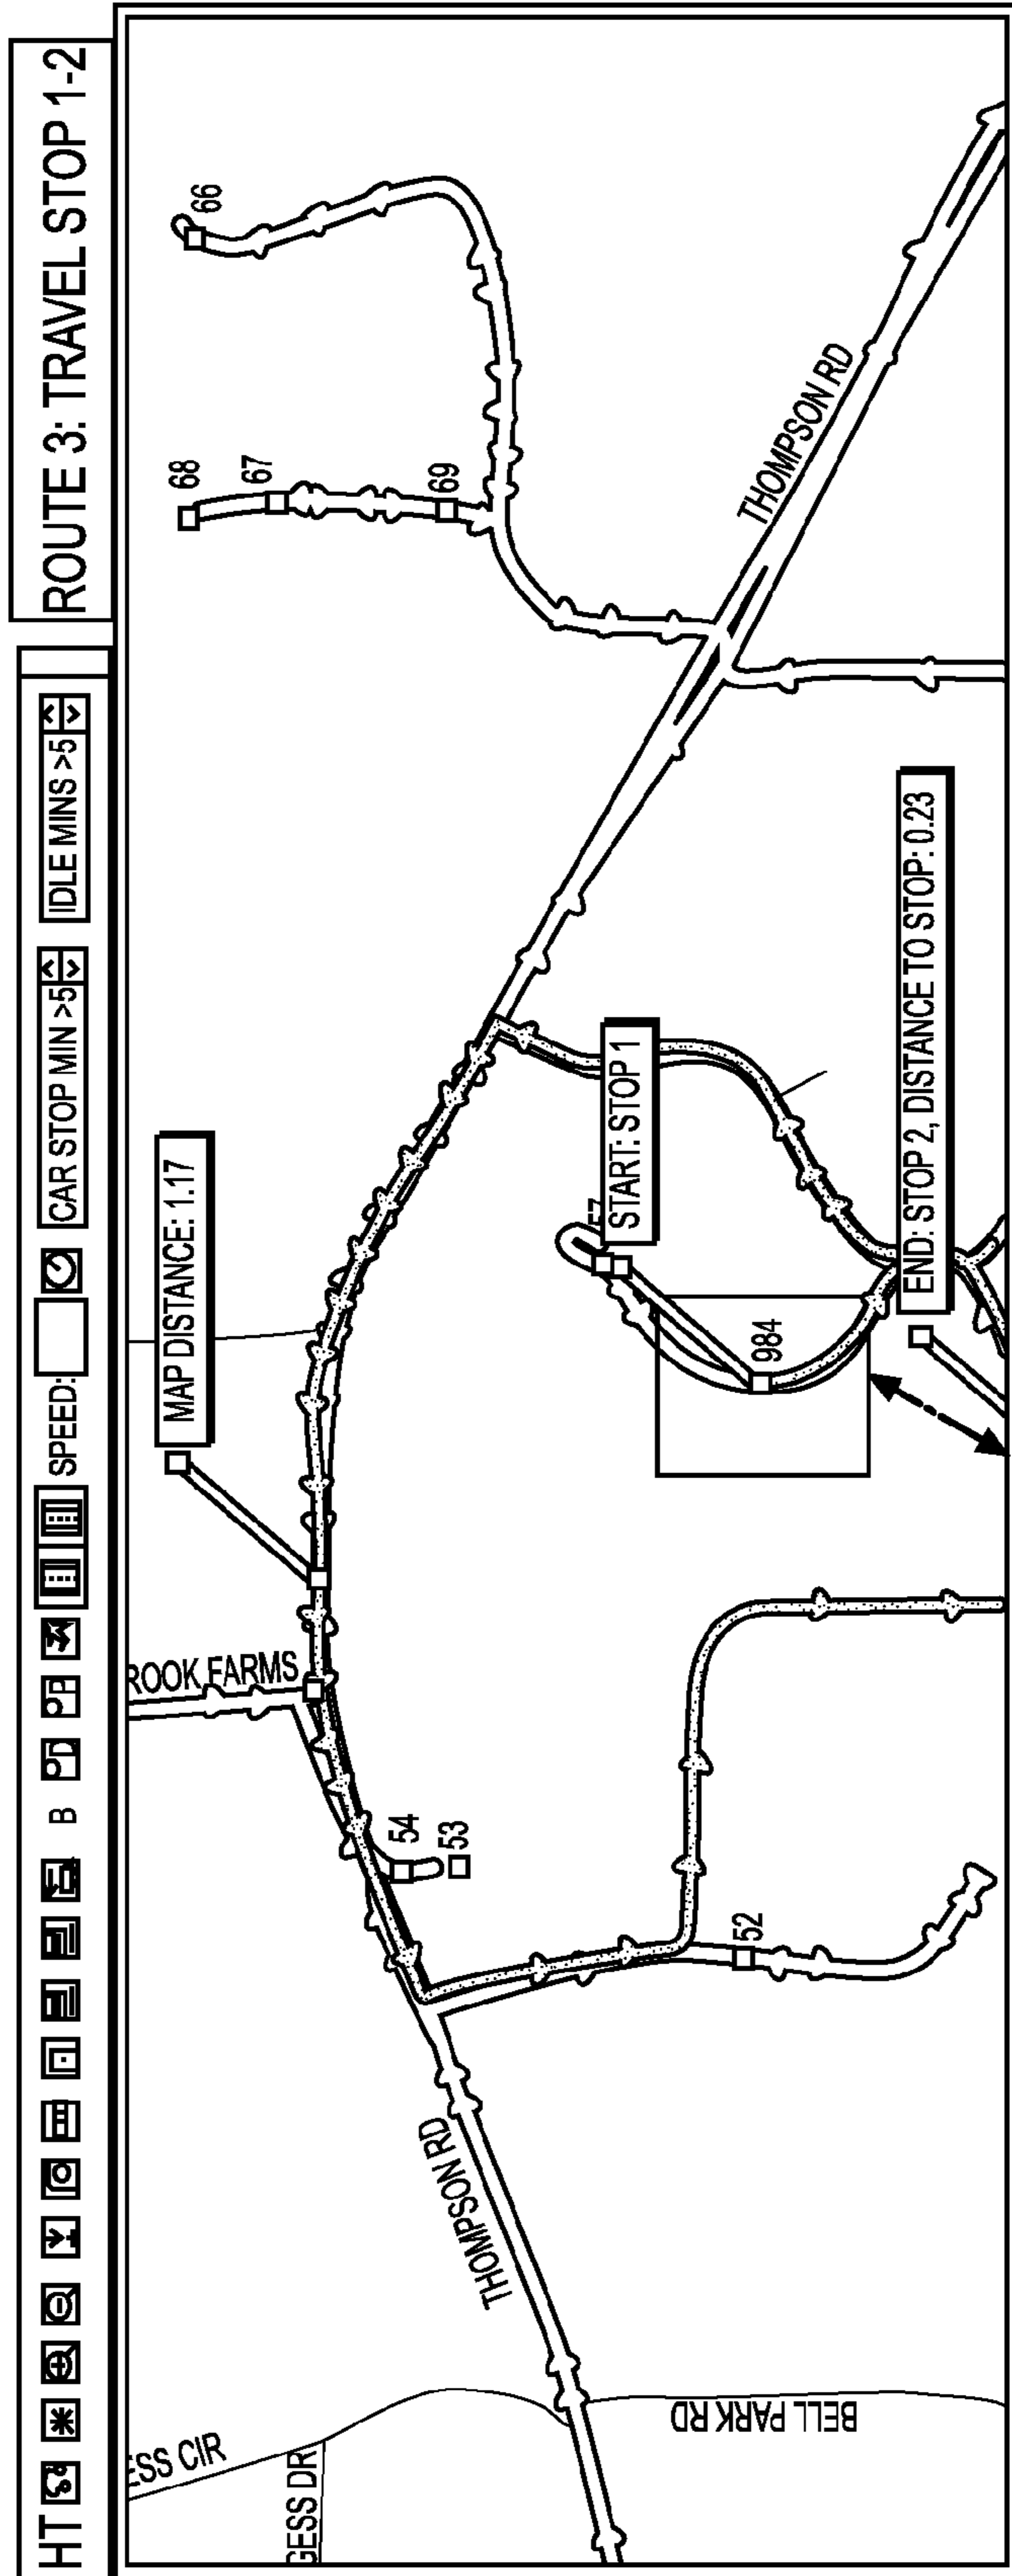 HT B SPEED: CAR STOP MIN >5 IDLE MINS >5
ROUTE 3: TRAVEL STOP 1-2
ESS CIR
GESS DR
THOMPSON RD
BELL PARK RD
ROOK FARMS
MAP DISTANCE: 1.17
54
53
52
57
START: STOP 1
984
END: STOP 2, DISTANCE TO STOP: 0.23
THOMPSON RD
68
67
69
66